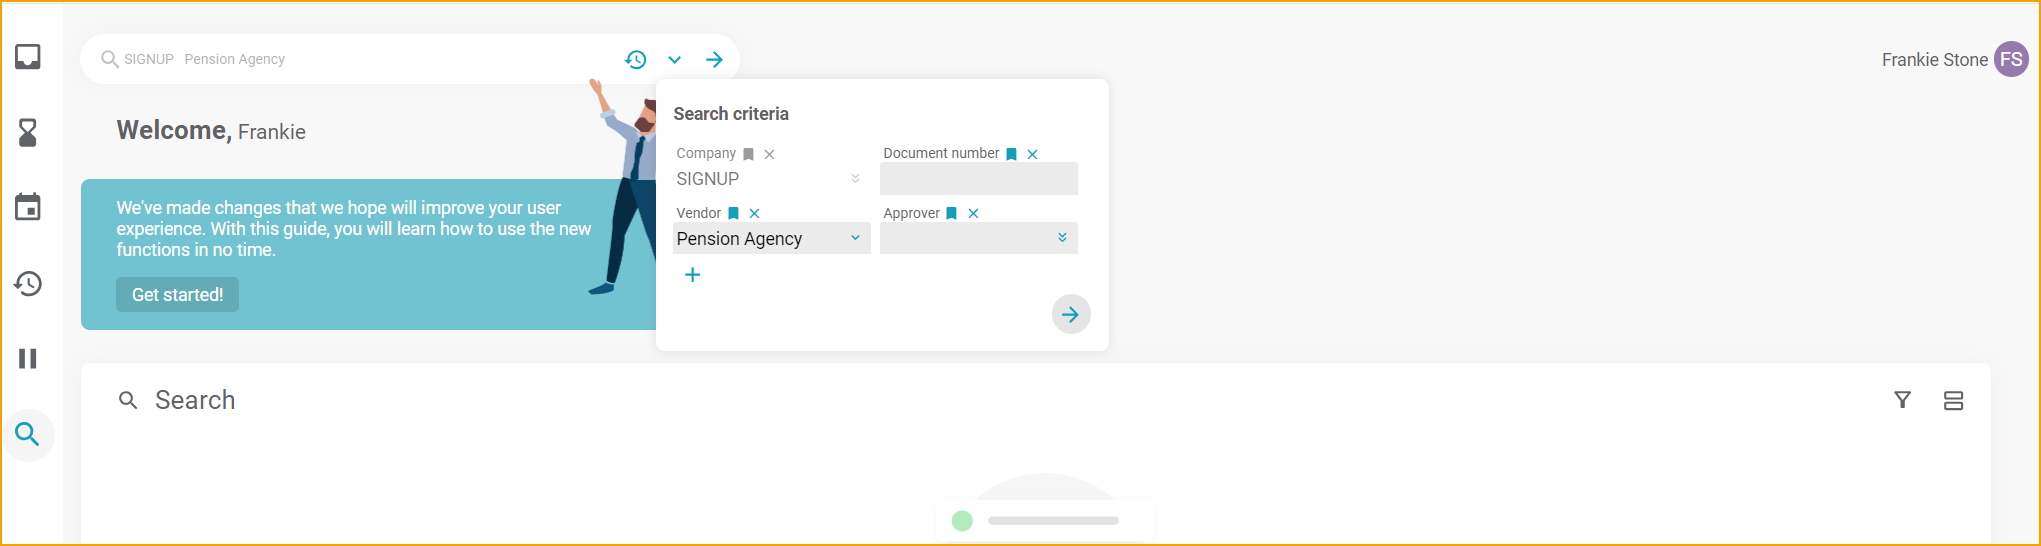 SIGNUP Pension Agency
Frankie Stone FS
Welcome, Frankie
We've made changes that we hope will improve your user
experience. With this guide, you will learn how to use the new
functions in no time.
Get started!
Search criteria
Company
SIGNUP
Document number
Vendor
Pension Agency
Approver
Search